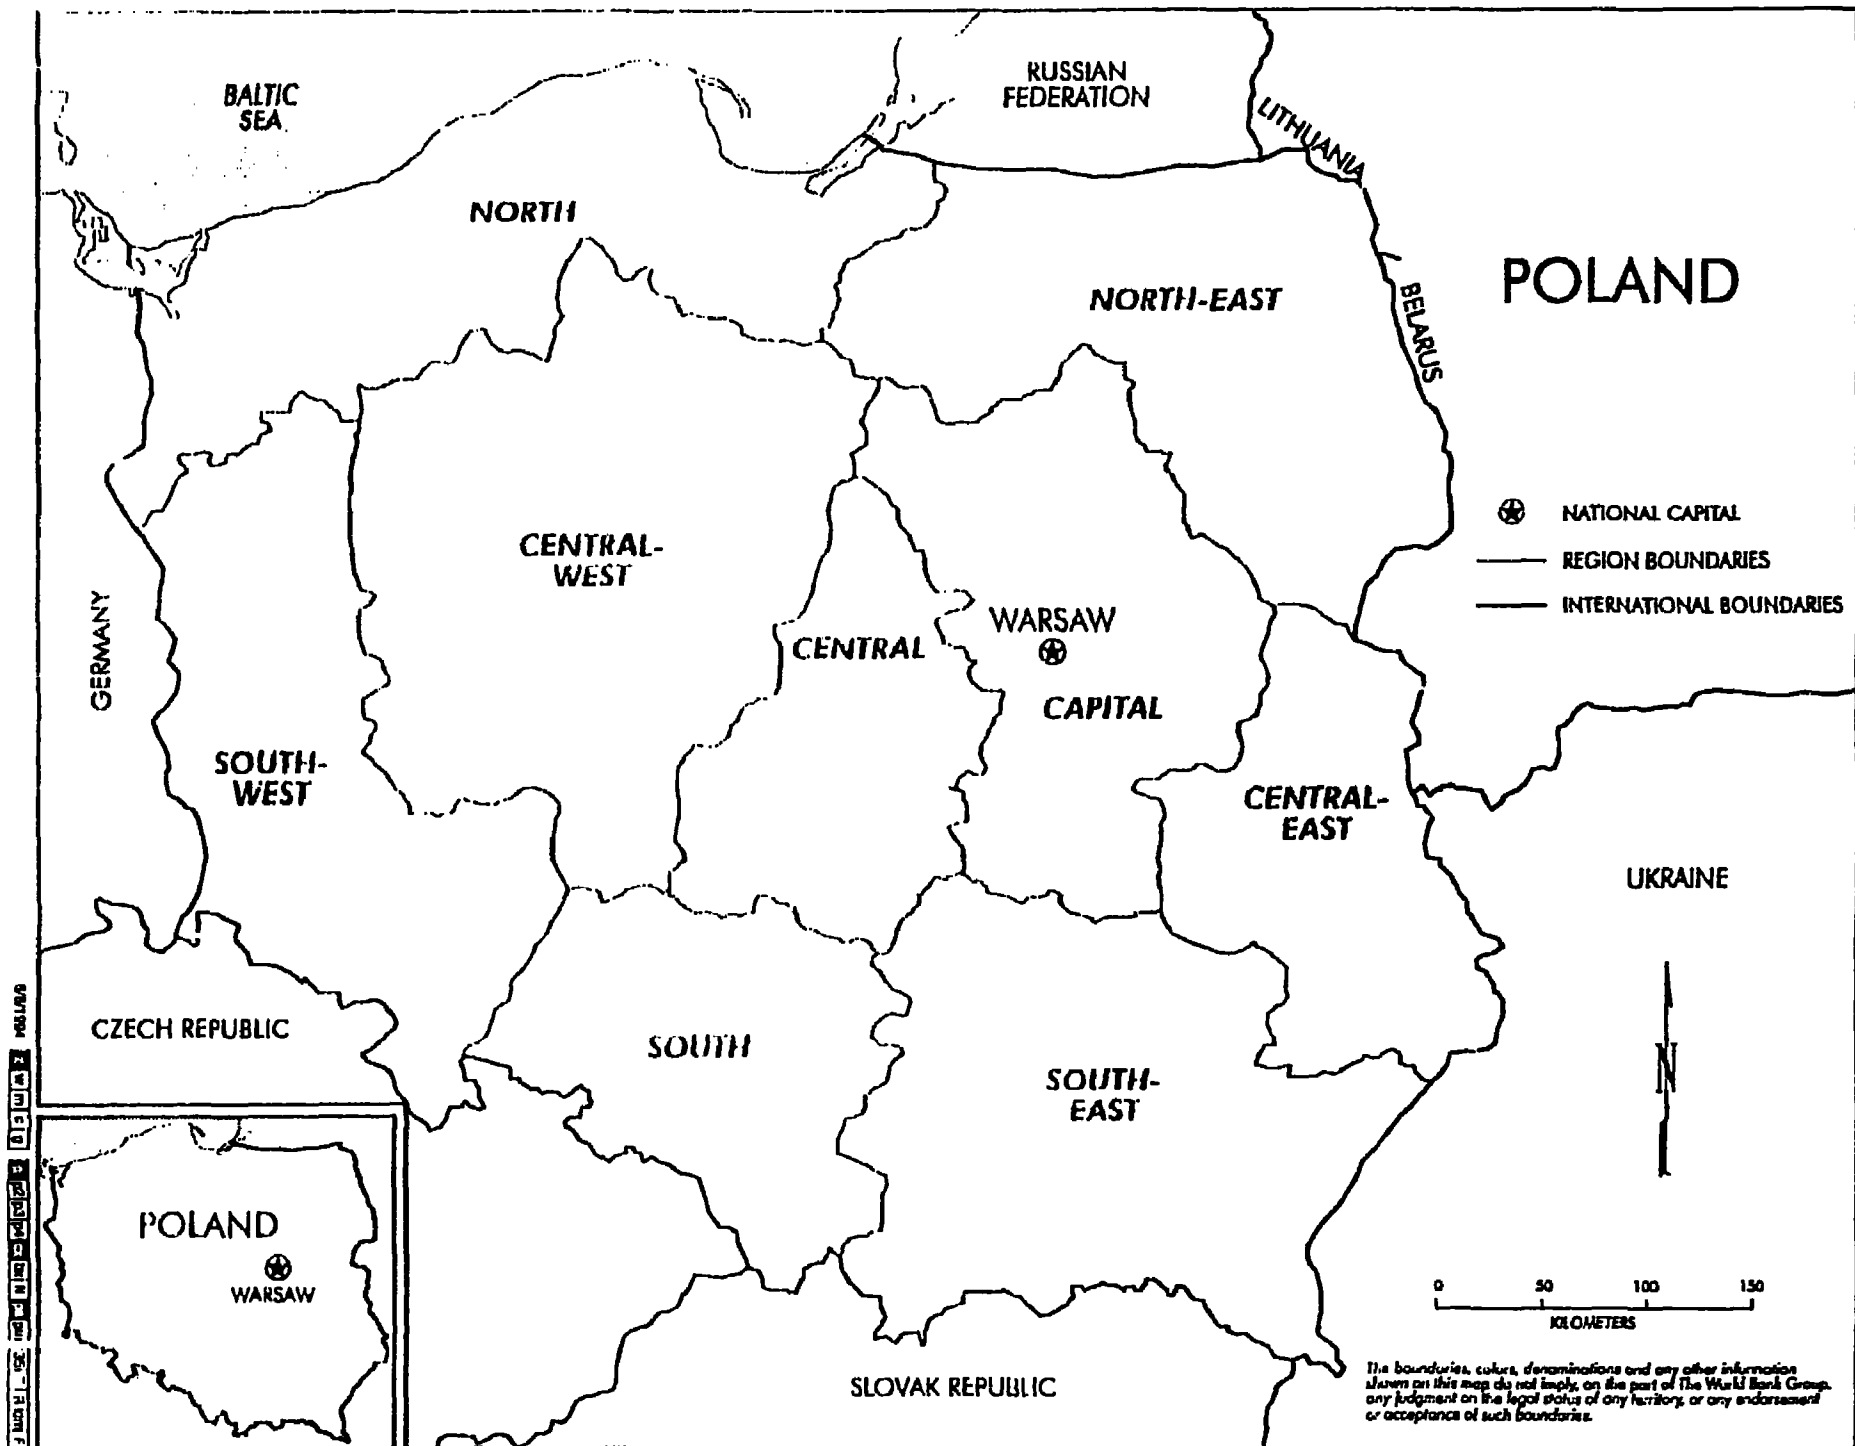 BALTIC
SEA
RUSSIAN
FEDERATION
LITHUANIA
NORTH
NORTH-EAST
POLAND
BELARUS
NATIONAL CAPITAL
REGION BOUNDARIES
INTERNATIONAL BOUNDARIES
CENTRAL-
WEST
GERMANY
WARSAW
CENTRAL
CAPITAL
SOUTH-
WEST
CENTRAL-
EAST
UKRAINE
CZECH REPUBLIC
SOUTH
SOUTH-
EAST
N
POLAND
WARSAW
0 50 100 150
KILOMETERS
SLOVAK REPUBLIC
The boundaries, colors, denominations and any other information
shown on this map do not imply, on the part of The World Bank Group,
any judgment on the legal status of any territory, or any endorsement
or acceptance of such boundaries.